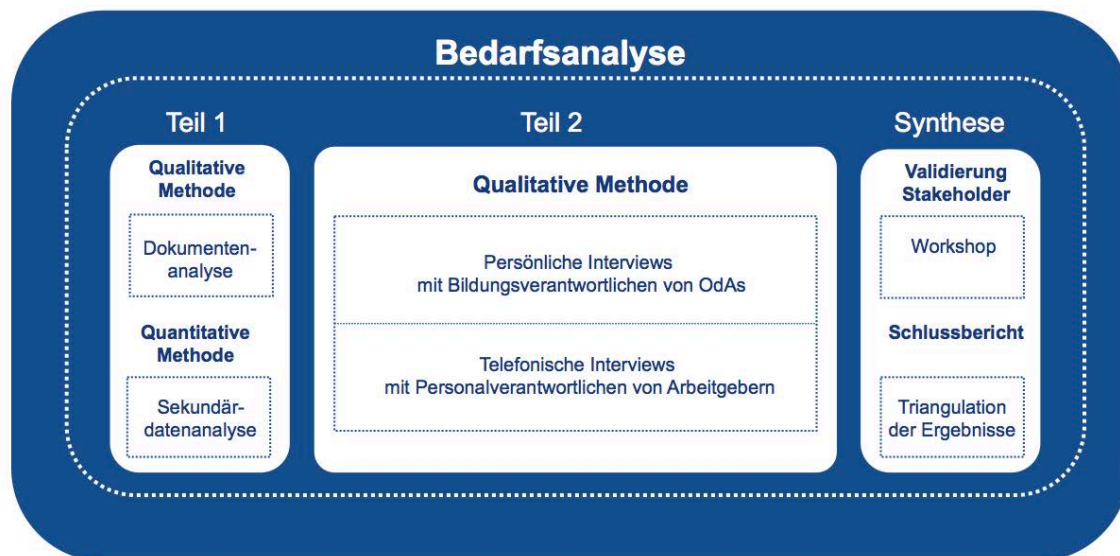 Bedarfsanalyse
Teil 1
Qualitative
Methode
Dokumenten-
analyse
Quantitative
Methode
Sekundär-
datenanalyse
Teil 2
Qualitative Methode
Persönliche Interviews
mit Bildungsverantwortlichen von OdAs
Telefonische Interviews
mit Personalverantwortlichen von Arbeitgebern
Synthese
Validierung
Stakeholder
Workshop
Schlussbericht
Triangulation
der Ergebnisse